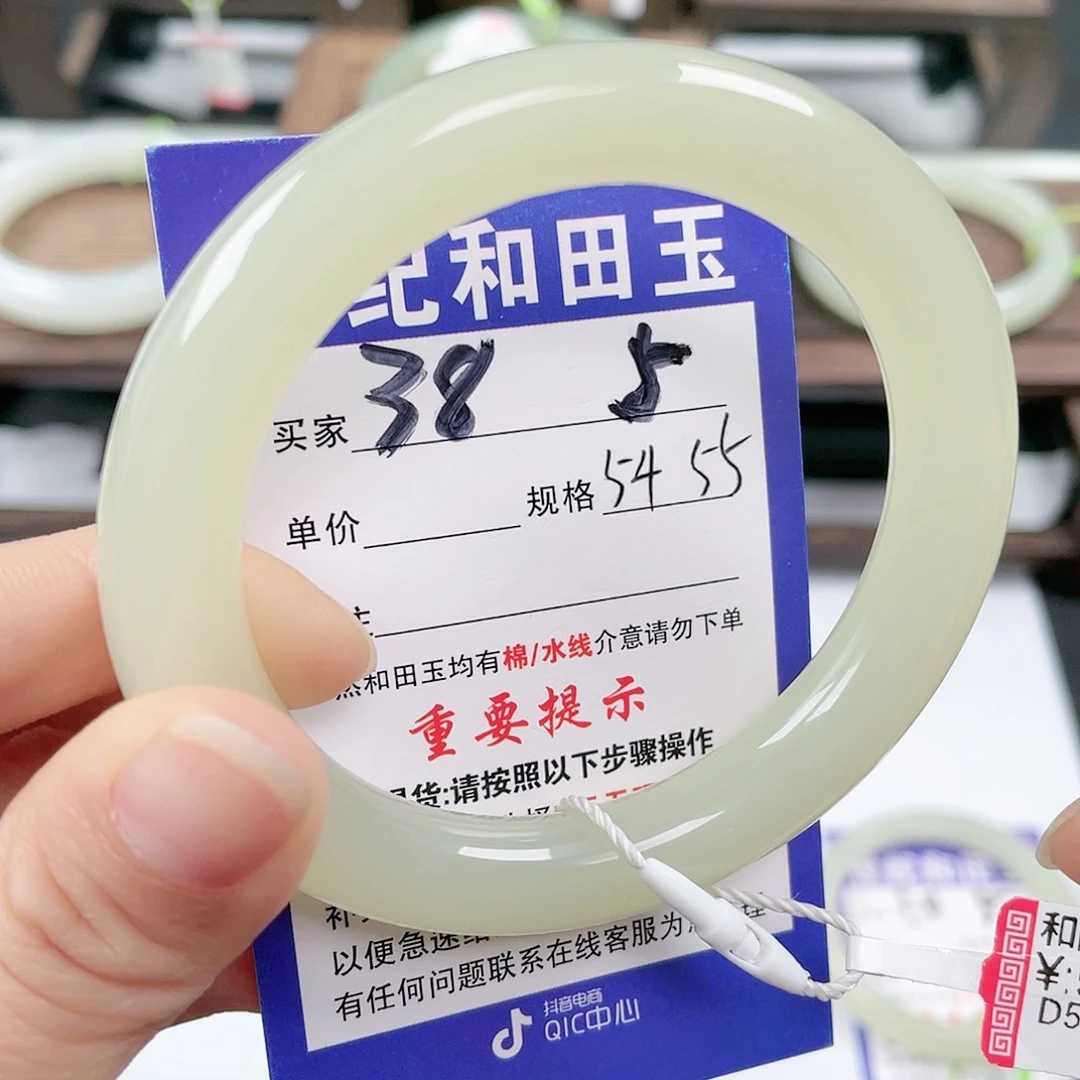 纪和田玉
买家 38 5
单价 规格 54 55
和田玉均有棉/水线介意请勿下单
重要提示
货:请按照以下步骤操作
以便急速
有任何问题联系在线客服为 理
抖音电商
QIC中心
和
¥
D5